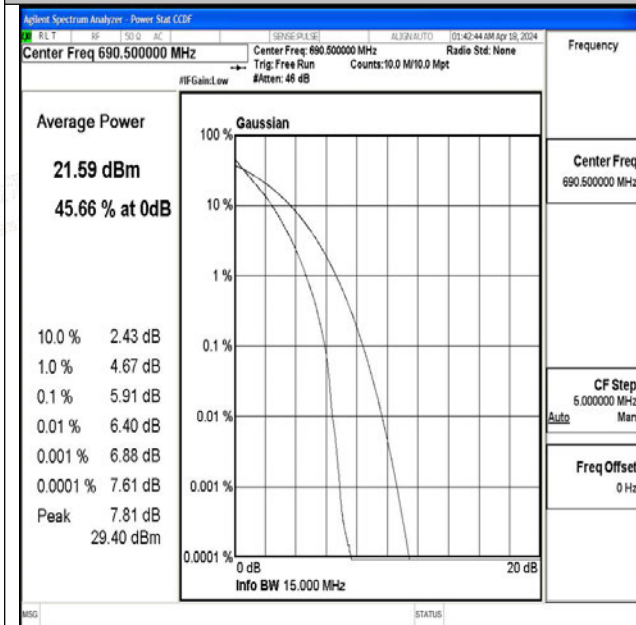 Agilent Spectrum Analyzer - Power Stat CCDF
RL T RF 50 Ω AC SENSE:PULSE ALIGNAUTO 01:42:44 AM Apr 18, 2024
Center Freq 690.500000 MHz
Center Freq: 690.500000 MHz Radio Std: None
Trig: Free Run Counts:10.0 M/10.0 Mpt
#IFGain:Low #Atten: 46 dB
Frequency
Average Power
21.59 dBm
45.66 % at 0dB
10.0 % 2.43 dB
1.0 % 4.67 dB
0.1 % 5.91 dB
0.01 % 6.40 dB
0.001 % 6.88 dB
0.0001 % 7.61 dB
Peak 7.81 dB
29.40 dBm
Gaussian
100 %
10 %
1 %
0.1 %
0.01 %
0.001 %
0.0001 %
0 dB 20 dB
Info BW 15.000 MHz
Center Freq
690.500000 MHz
CF Step
5.000000 MHz
Auto Man
Freq Offset
0 Hz
MSG STATUS